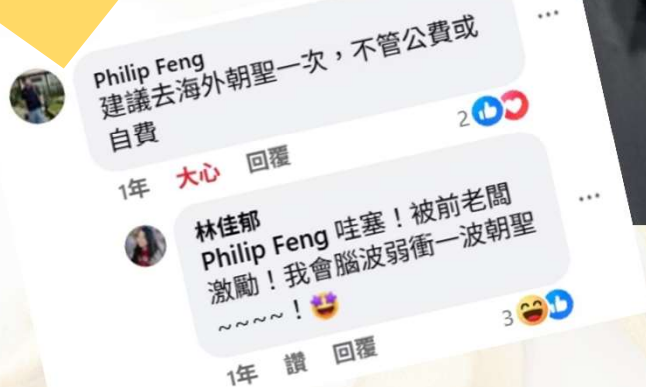 Philip Feng
建議去海外朝聖一次，不管公費或
自費
2
1年 大心 回覆
林佳郁
Philip Feng 哇塞！被前老闆
激勵！我會腦波弱衝一波朝聖
~~~~！🤩
3
1年 讚 回覆